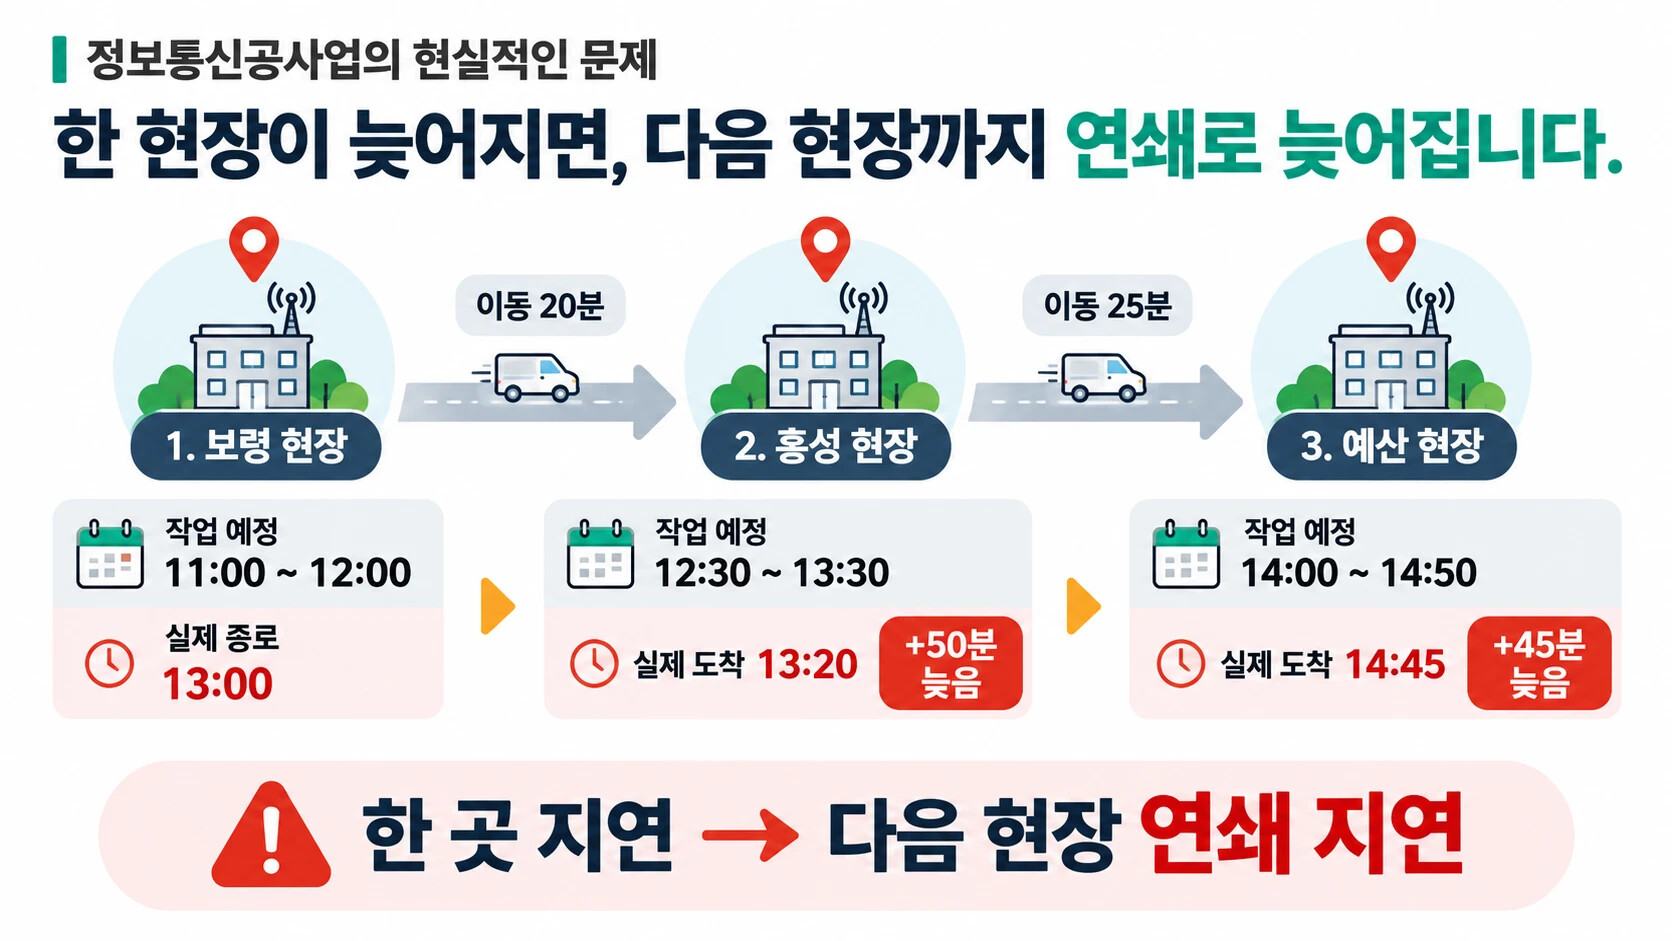 정보통신공사업의 현실적인 문제
한 현장이 늦어지면, 다음 현장까지 연쇄로 늦어집니다.
이동 20분
이동 25분
1. 보령 현장
2. 홍성 현장
3. 예산 현장
작업 예정
11:00 ~ 12:00
실제 종로
13:00
작업 예정
12:30 ~ 13:30
실제 도착 13:20
+50분
늦음
작업 예정
14:00 ~ 14:50
실제 도착 14:45
+45분
늦음
한 곳 지연 → 다음 현장 연쇄 지연